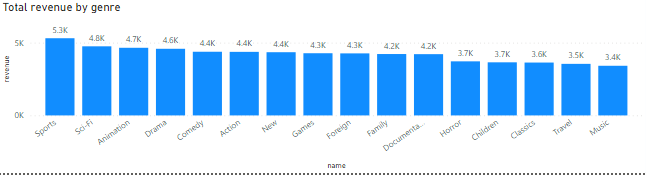 Total revenue by genre
5.3K 4.8K 4.7K 4.6K 4.4K 4.4K 4.4K 4.3K 4.3K 4.2K 4.2K 3.7K 3.7K 3.6K 3.5K 3.4K
5K
revenue
0K
Sports Sci-Fi Animation Drama Comedy Action New Games Foreign Family Documenta... Horror Children Classics Travel Music
name